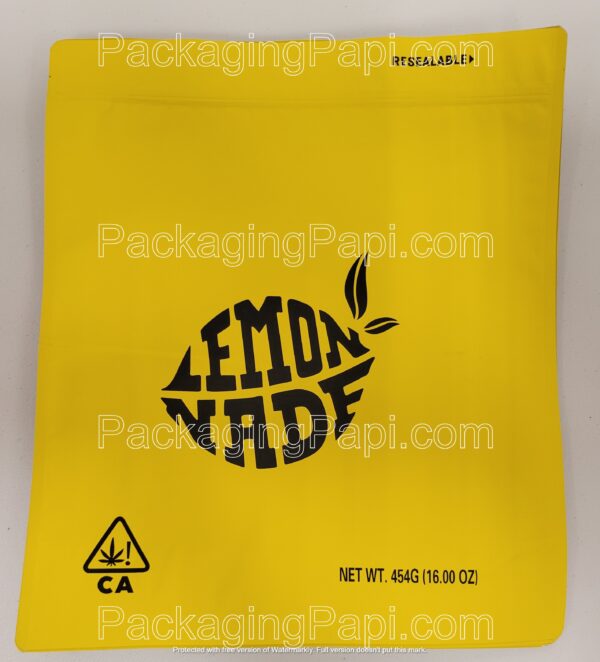 PackagingPapi.com
RESEALABLE
PackagingPapi.com
LEMON
NADE
PackagingPapi.com
!
CA
NET WT. 454G (16.00 OZ)
PackagingPapi.com
Protected with free version of Watermarkly. Full version doesn't put this mark.